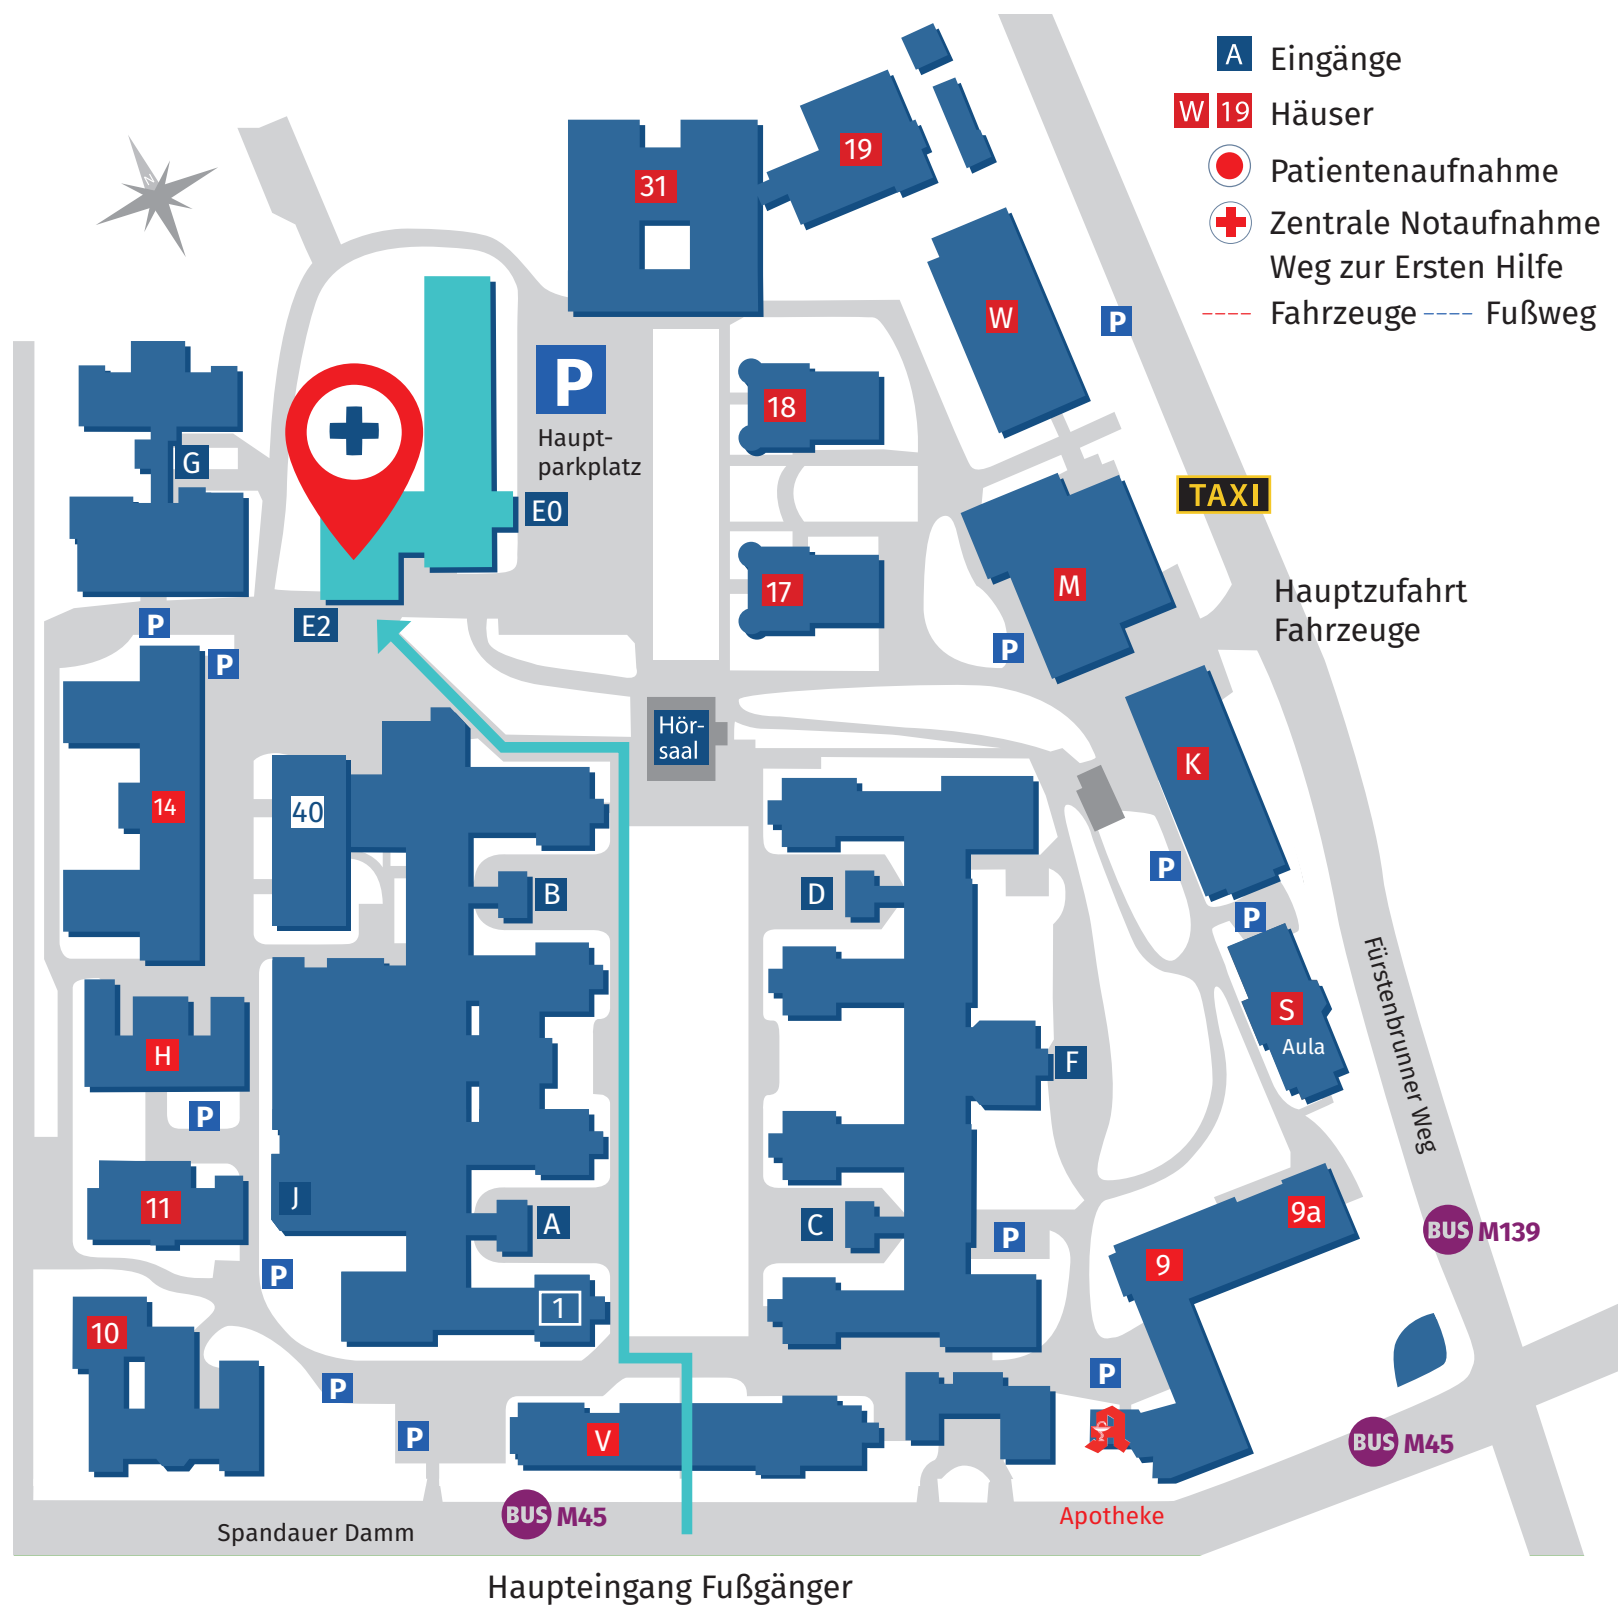 A Eingänge
W 19 Häuser
Patientenaufnahme
Zentrale Notaufnahme
Weg zur Ersten Hilfe
Fahrzeuge
Fußweg
N
19
31
W
P
P
Haupt-
parkplatz
18
G
E0
TAXI
M
17
Hauptzufahrt
Fahrzeuge
E2
P
P
P
Hör-
saal
K
14
40
P
B
D
P
Fürstenbrunner Weg
S
Aula
H
F
P
J
11
A
C
P
9a
BUS M139
9
P
1
10
P
P
P
V
A
BUS M45
BUS M45
Apotheke
Spandauer Damm
Haupteingang Fußgänger